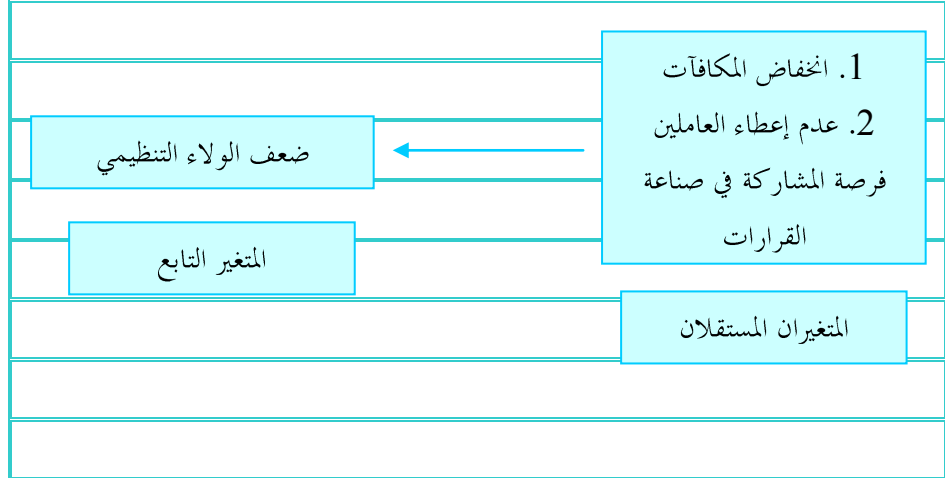 1. انخفاض المكافآت
2. عدم إعطاء العاملين
فرصة المشاركة في صناعة
القرارات
ضعف الولاء التنظيمي
المتغير التابع
المتغيران المستقلان